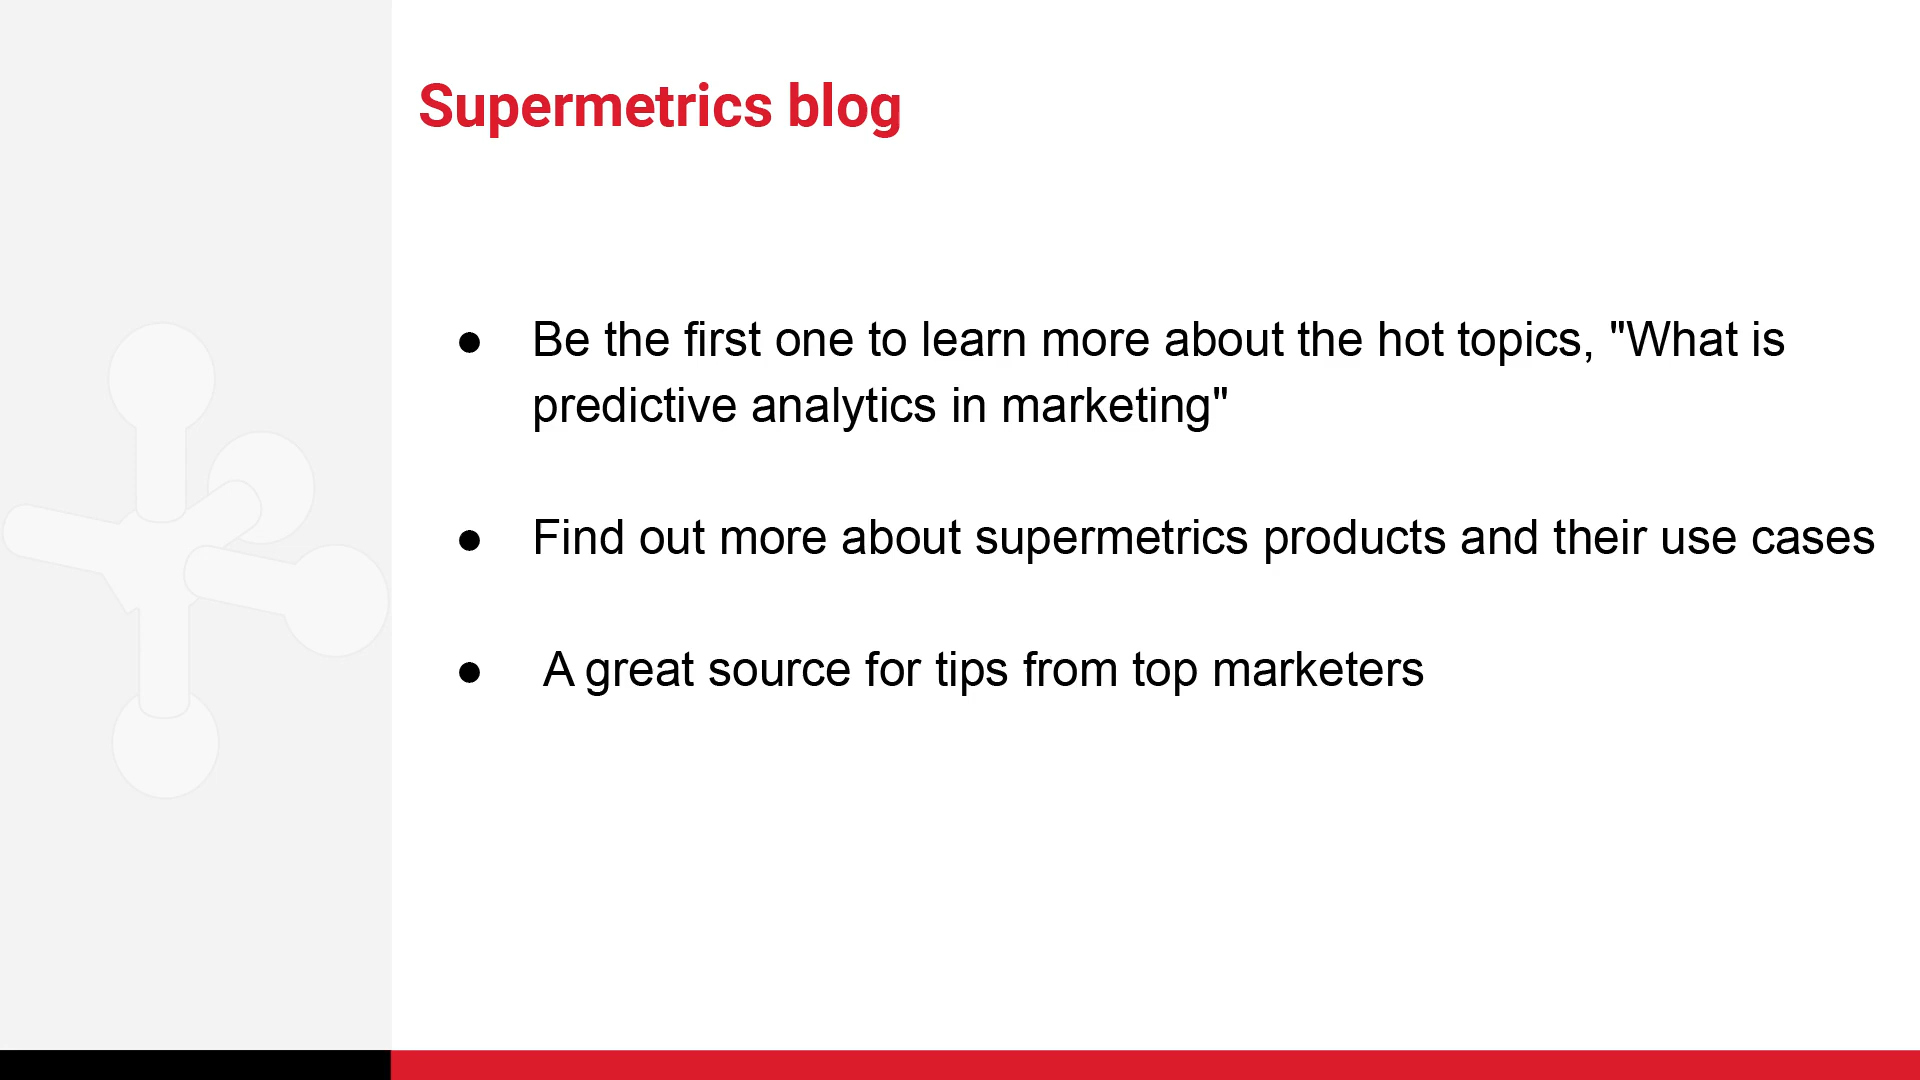 Supermetrics blog
● Be the first one to learn more about the hot topics, "What is
predictive analytics in marketing"
● Find out more about supermetrics products and their use cases
● A great source for tips from top marketers